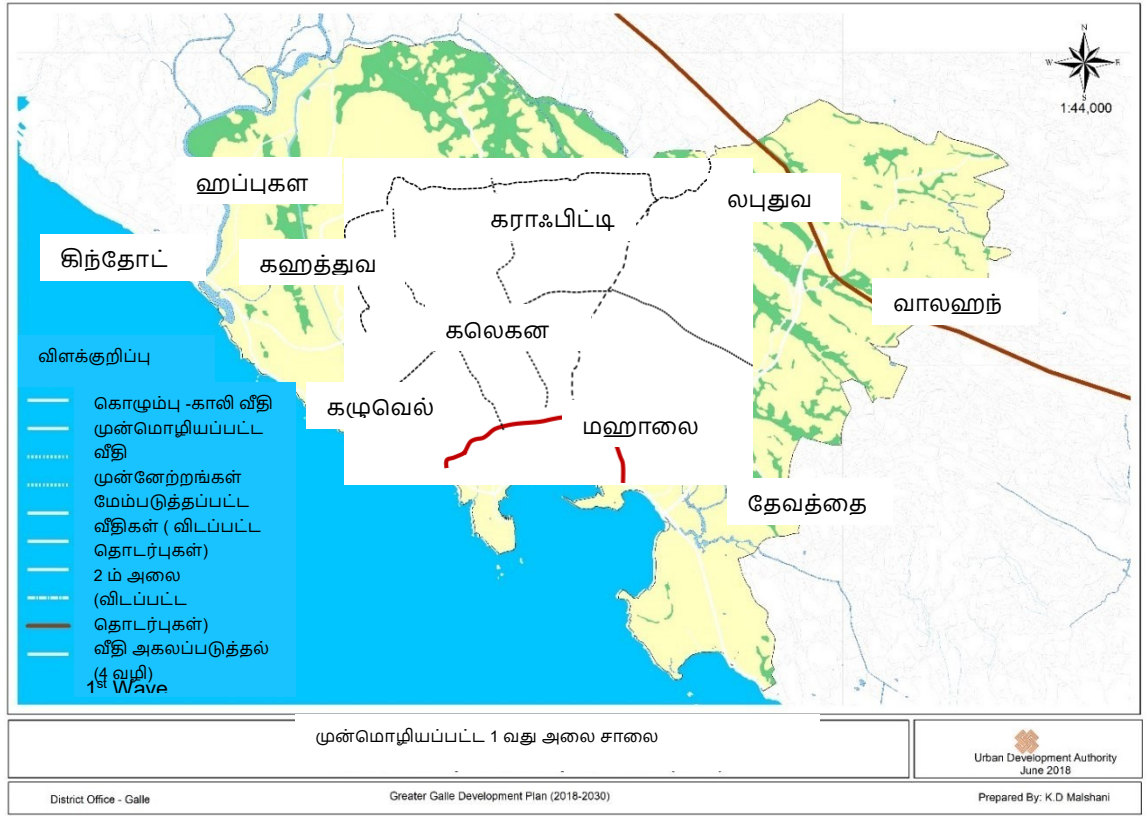 N
W E
S
1:44,000
ஹப்புகள
கராஃபிட்டி
லபுதுவ
கிந்தோட்
கஹத்துவ
வாலஹந்
கலெகன
விளக்குறிப்பு
கொழும்பு -காலி வீதி
முன்மொழியப்பட்ட
வீதி
முன்னேற்றங்கள்
மேம்படுத்தப்பட்ட
வீதிகள் ( விடப்பட்ட
தொடர்புகள்)
2 ம் அலை
(விடப்பட்ட
தொடர்புகள்)
வீதி அகலப்படுத்தல்
(4 வழி)
1st Wave
கழுவெல்
மஹாலை
தேவத்தை
முன்மொழியப்பட்ட 1 வது அலை சாலை
Urban Development Authority
June 2018
District Office - Galle
Greater Galle Development Plan (2018-2030)
Prepared By: K.D Malshani